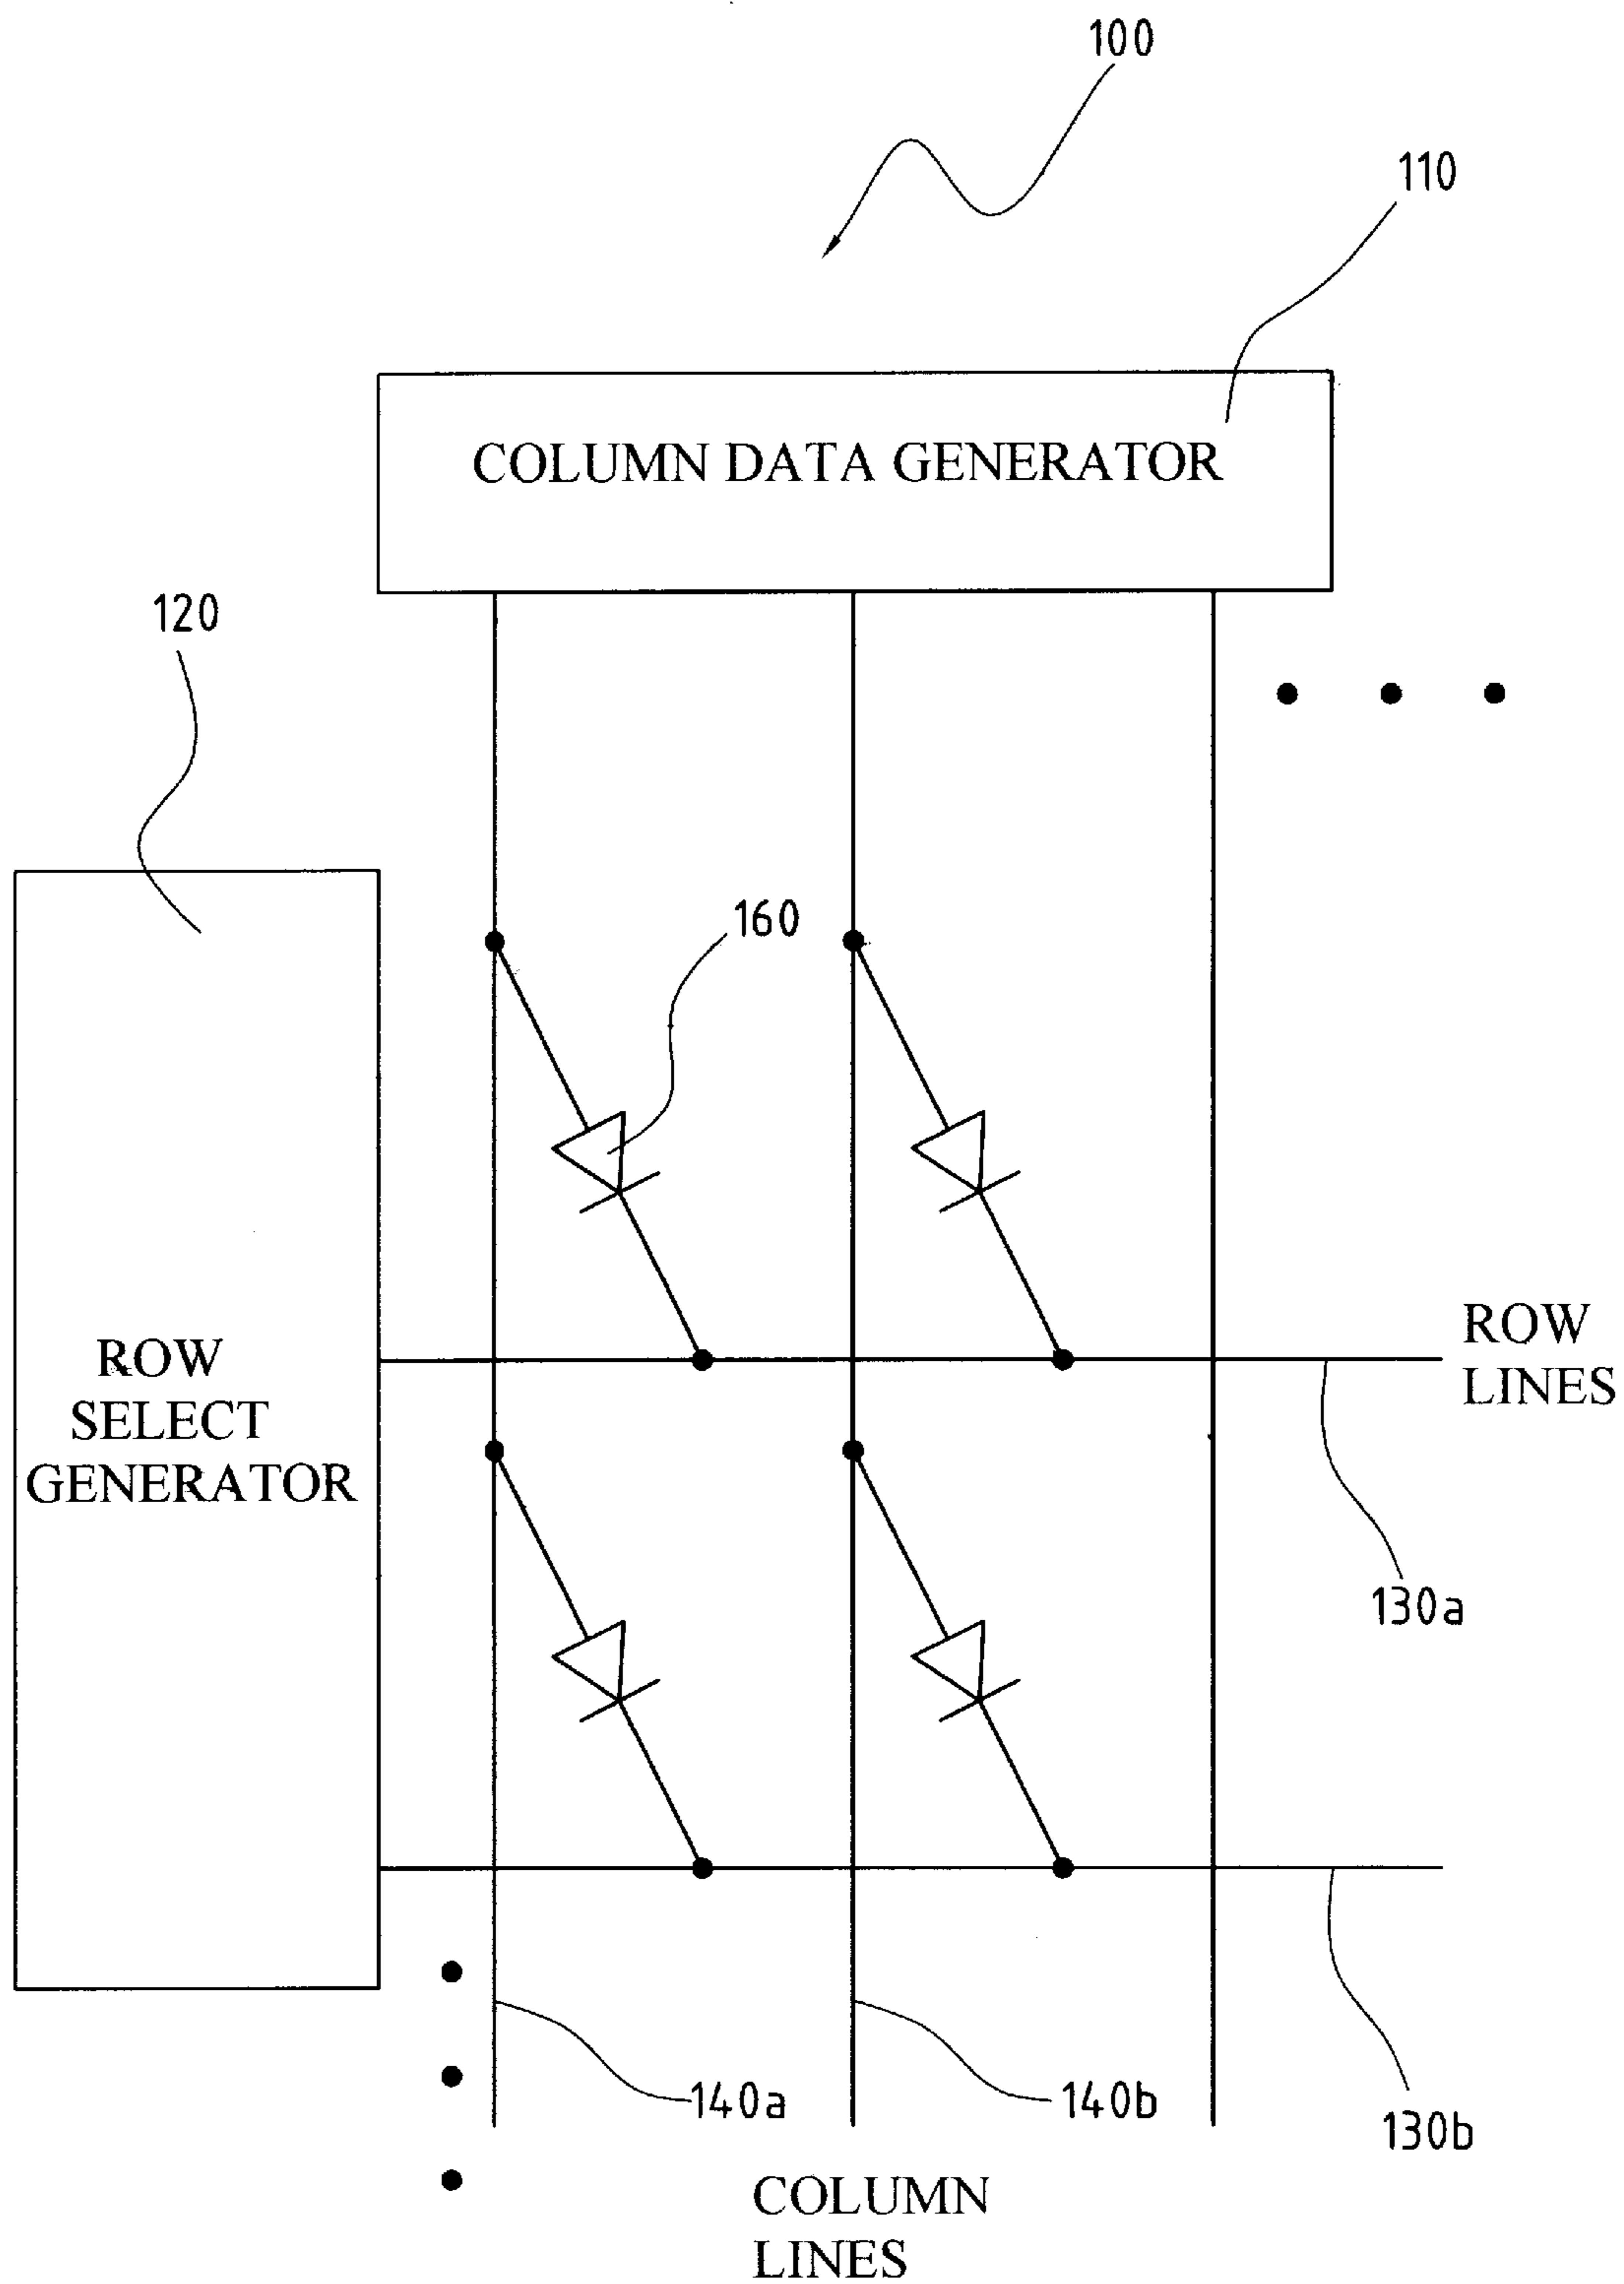 100
110
COLUMN DATA GENERATOR
120
160
ROW
LINES
ROW
SELECT
GENERATOR
130a
140a
140b
130b
COLUMN
LINES